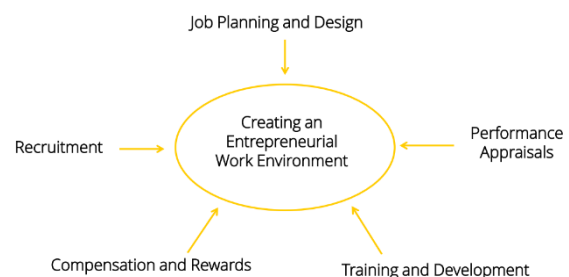 Job Planning and Design
Creating an
Entrepreneurial
Work Environment
Recruitment
Performance
Appraisals
Compensation and Rewards
Training and Development